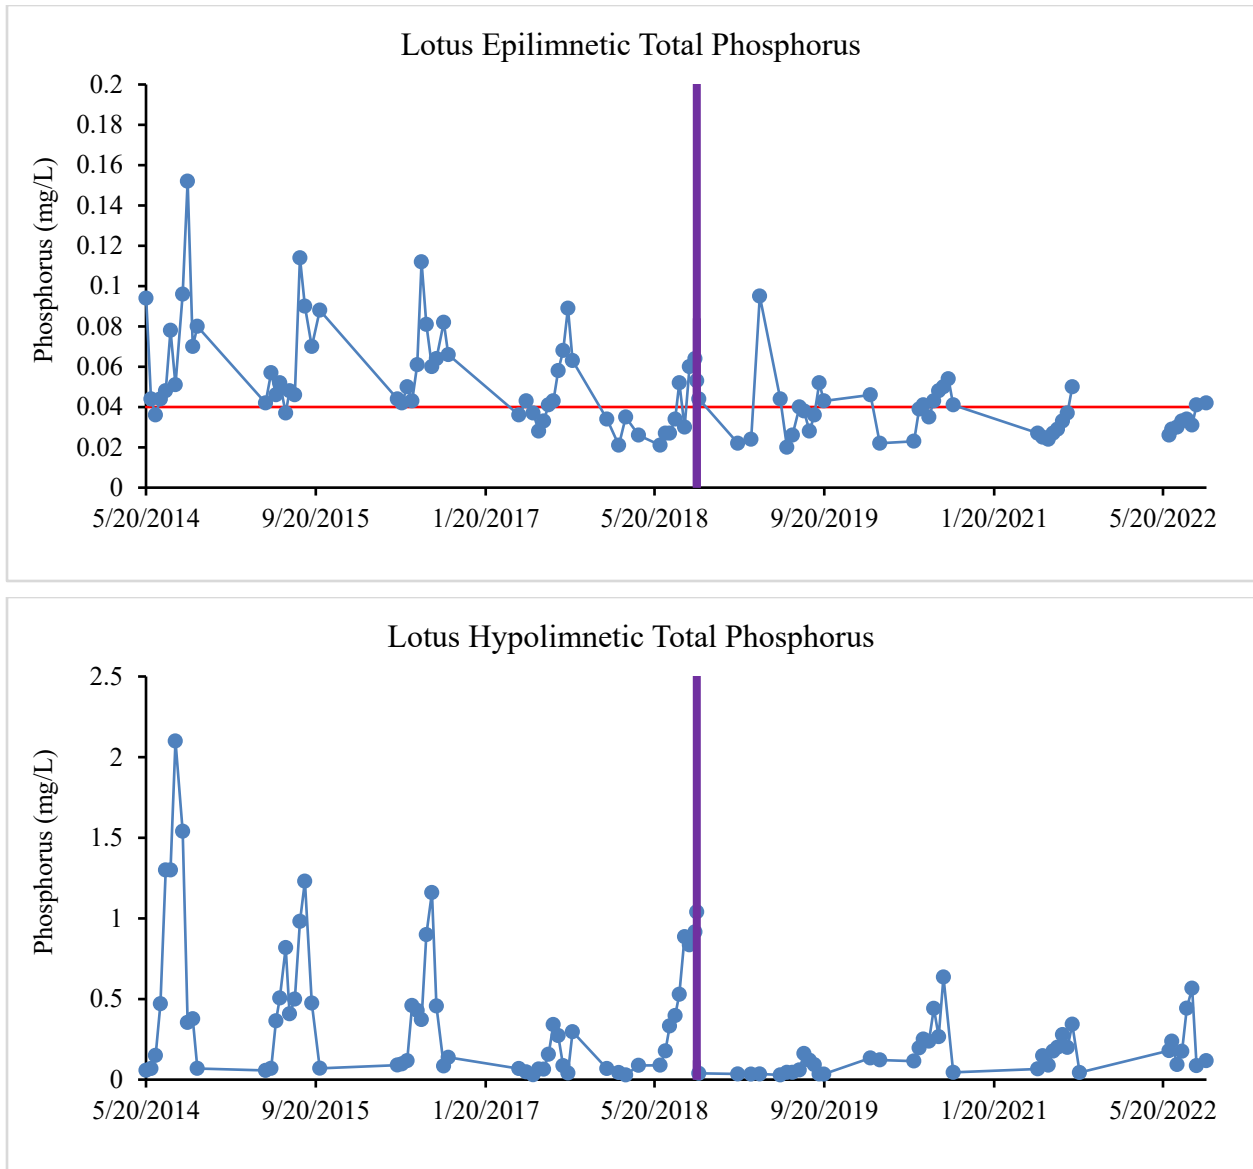 Lotus Epilimnetic Total Phosphorus
Phosphorus (mg/L)
0.2
0.18
0.16
0.14
0.12
0.1
0.08
0.06
0.04
0.02
0
5/20/2014 9/20/2015 1/20/2017 5/20/2018 9/20/2019 1/20/2021 5/20/2022
Lotus Hypolimnetic Total Phosphorus
Phosphorus (mg/L)
2.5
2
1.5
1
0.5
0
5/20/2014 9/20/2015 1/20/2017 5/20/2018 9/20/2019 1/20/2021 5/20/2022